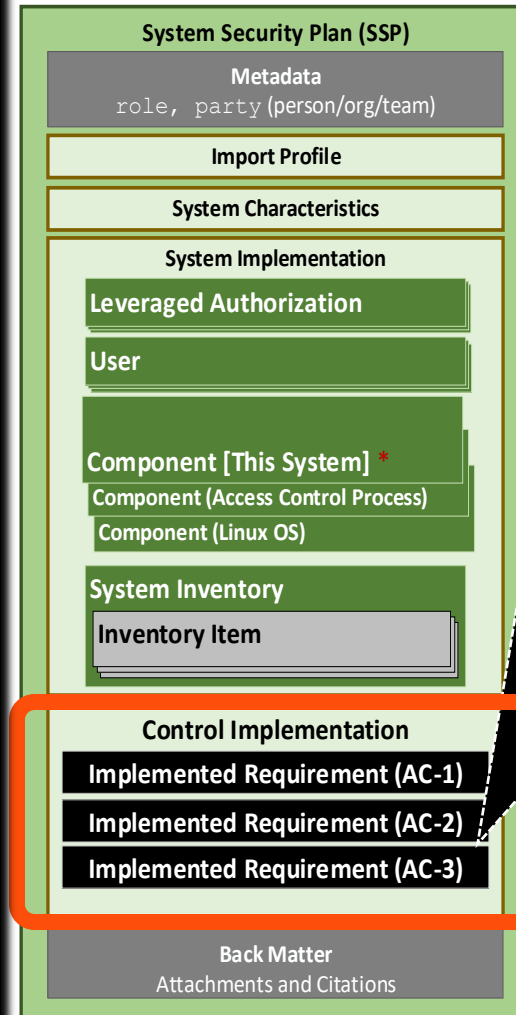 System Security Plan (SSP)
Metadata
role, party (person/org/team)
Import Profile
System Characteristics
System Implementation
Leveraged Authorization
User
Component [This System] *
Component (Access Control Process)
Component (Linux OS)
System Inventory
Inventory Item
Control Implementation
Implemented Requirement (AC-1)
Implemented Requirement (AC-2)
Implemented Requirement (AC-3)
Back Matter
Attachments and Citations